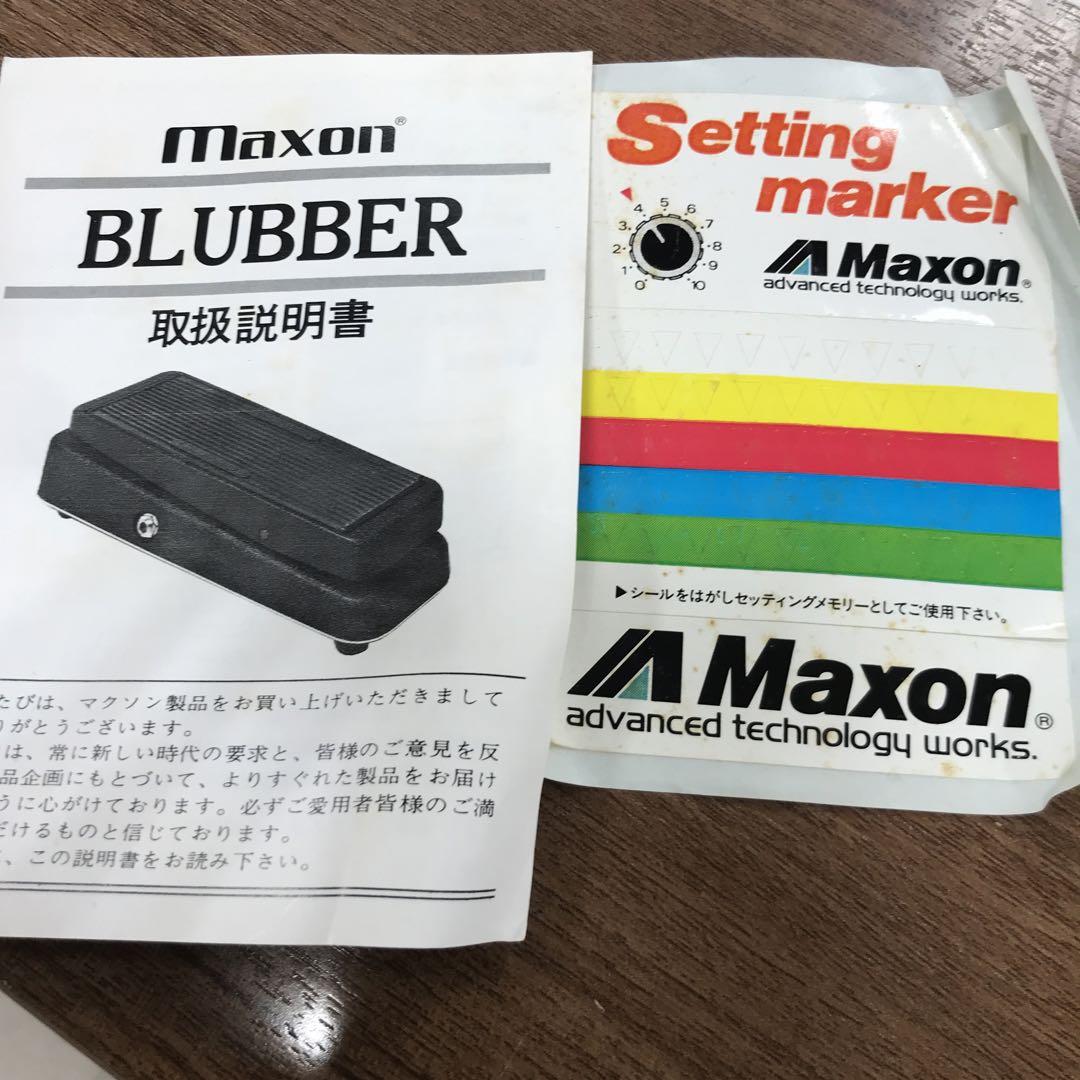 maxon®
BLUBBER
取扱説明書
たびは、マクソン製品をお買い上げいただきまして
りがとうございます。
は、常に新しい時代の要求と、皆様のご意見を反
品企画にもとづいて、よりすぐれた製品をお届け
うに心がけております。必ずご愛用者皆様のご満
だけるものと信じております。
、この説明書をお読み下さい。
Setting
marker
0 1 2 3 4 5 6 7 8 9 10
Maxon®
advanced technology works.
▶シールをはがしセッティングメモリーとしてご使用下さい。
Maxon®
advanced technology works.